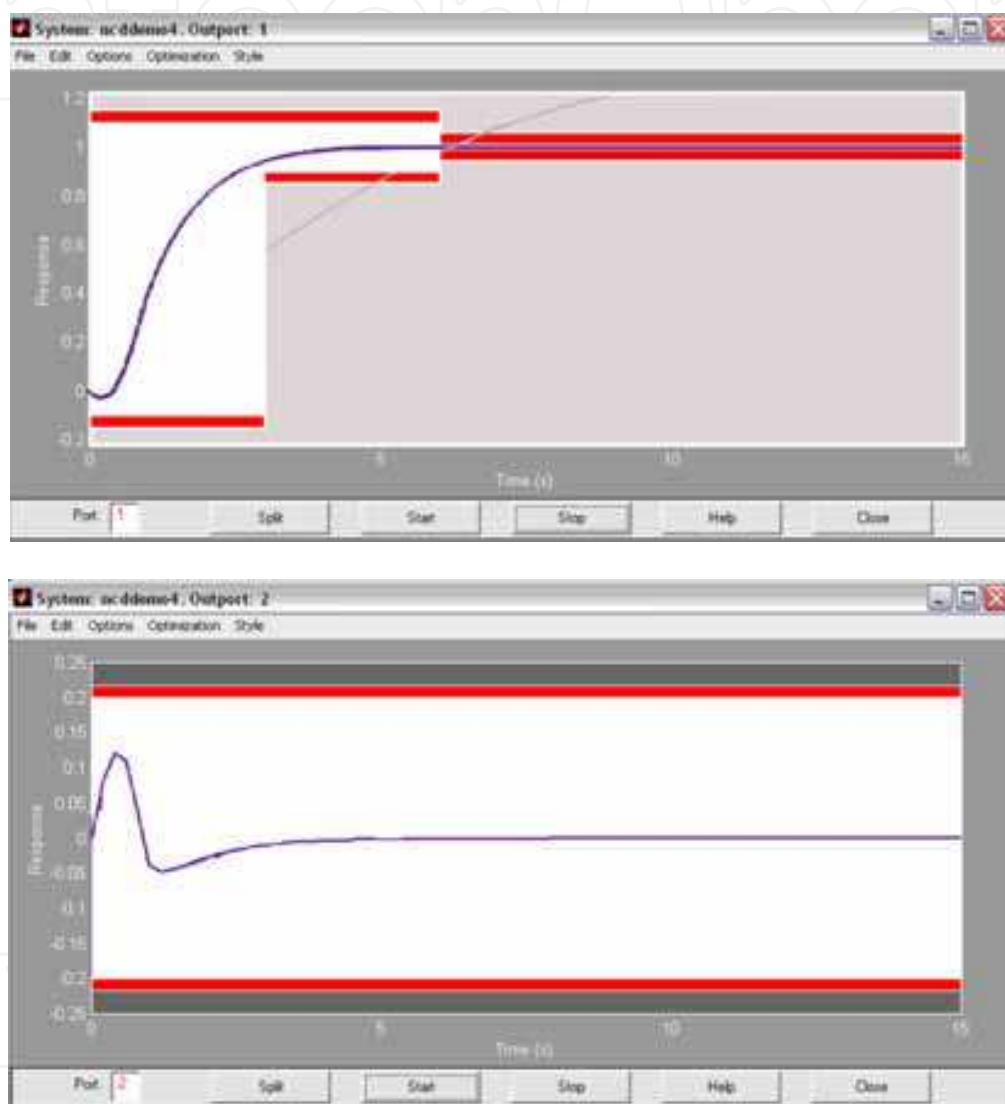 System: ncddemo4, Outport: 1
File Edit Options Optimization Style
1.2
1
0.8
0.6
0.4
0.2
0
-0.2
Response
0 5 10 15
Time (s)
Port: 1 Split Start Stop Help Close
System: ncddemo4, Outport: 2
File Edit Options Optimization Style
0.25
0.2
0.15
0.1
0.05
0
-0.05
-0.1
-0.15
-0.2
-0.25
Response
0 5 10 15
Time (s)
Port: 2 Split Start Stop Help Close